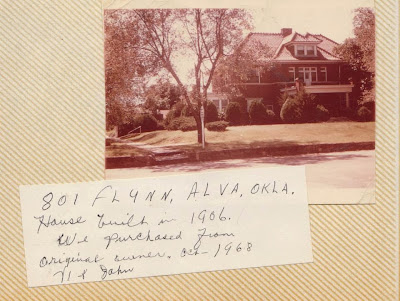 801 FLYNN, ALVA, OKLA.
House built in 1906.
We purchased from
original owner, Oct - 1968
& John